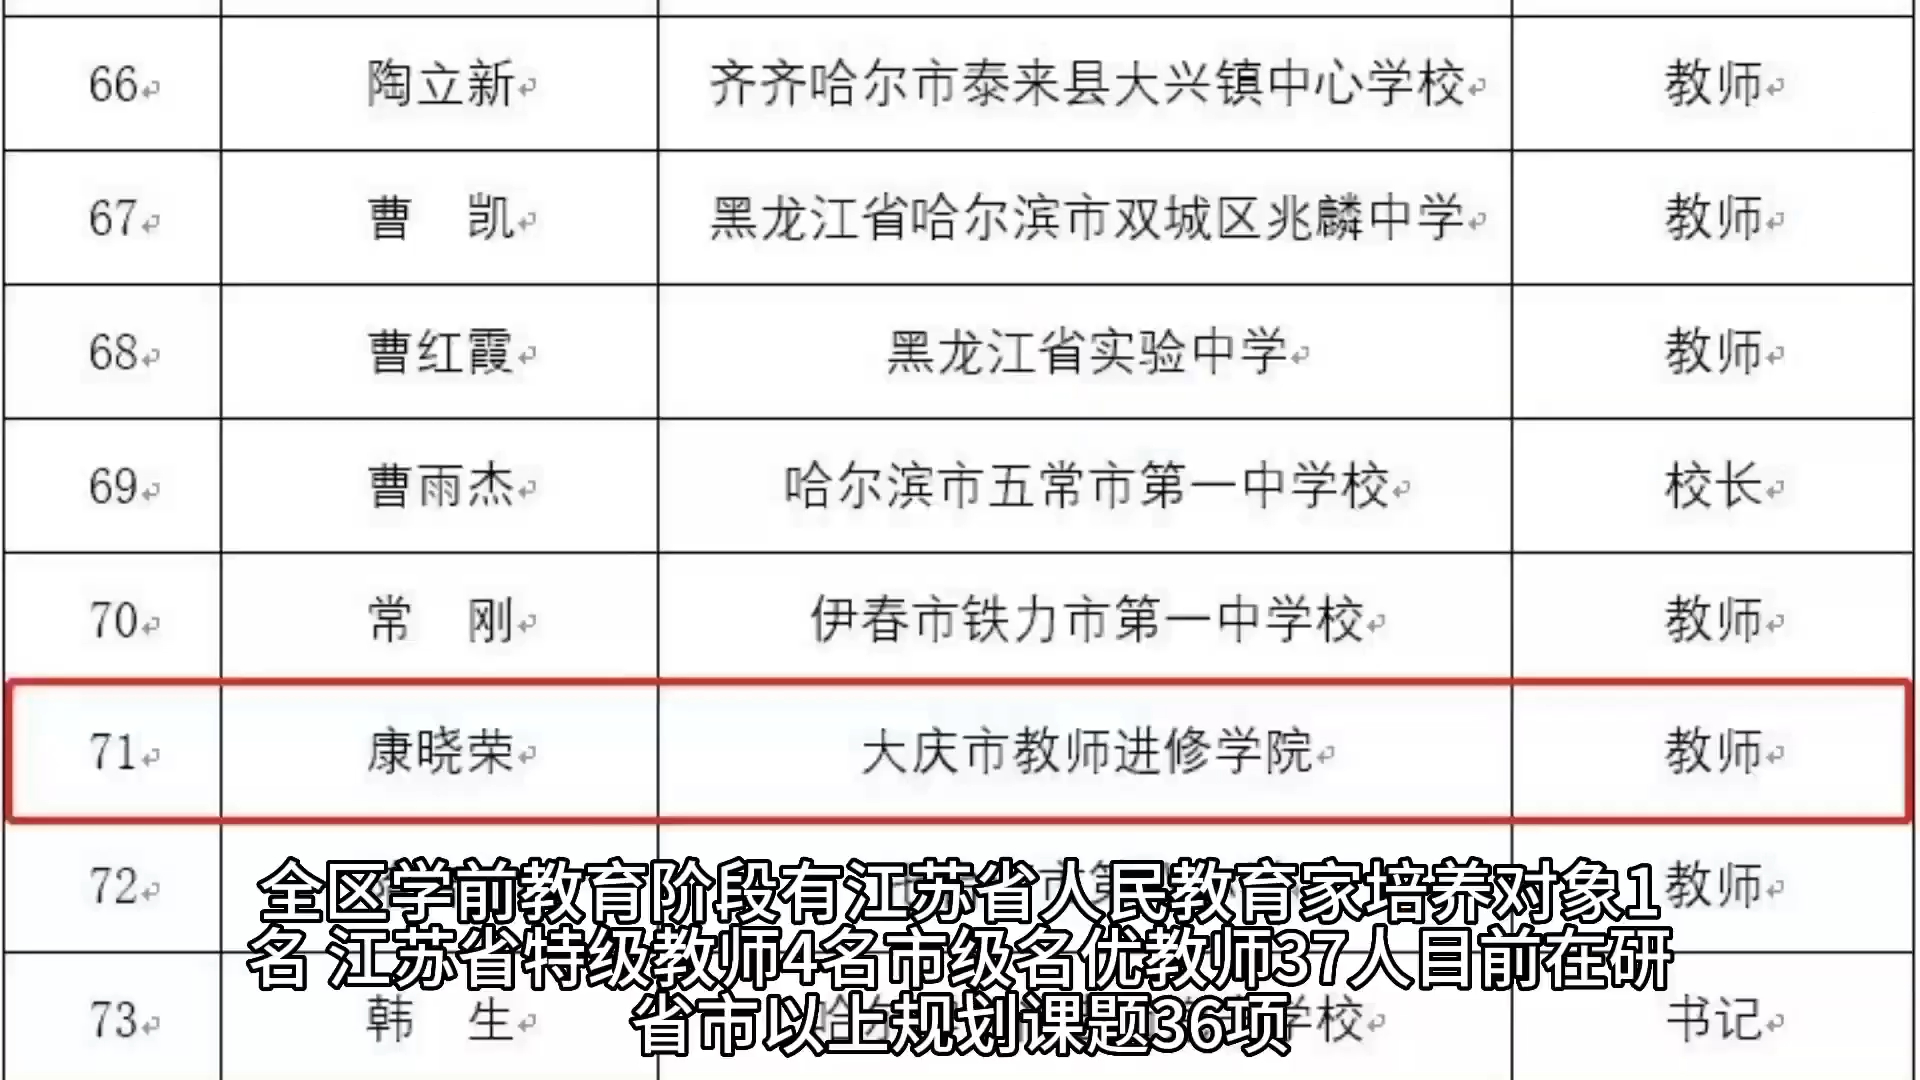 66 陶立新 齐齐哈尔市泰来县大兴镇中心学校 教师
67 曹　凯 黑龙江省哈尔滨市双城区兆麟中学 教师
68 曹红霞 黑龙江省实验中学 教师
69 曹雨杰 哈尔滨市五常市第一中学校 校长
70 常　刚 伊春市铁力市第一中学校 教师
71 康晓荣 大庆市教师进修学院 教师
72 教师
全区学前教育阶段有江苏省人民教育家培养对象1
名 江苏省特级教师4名市级名优教师37人目前在研
73 韩　生 学校 书记
省市以上规划课题36项